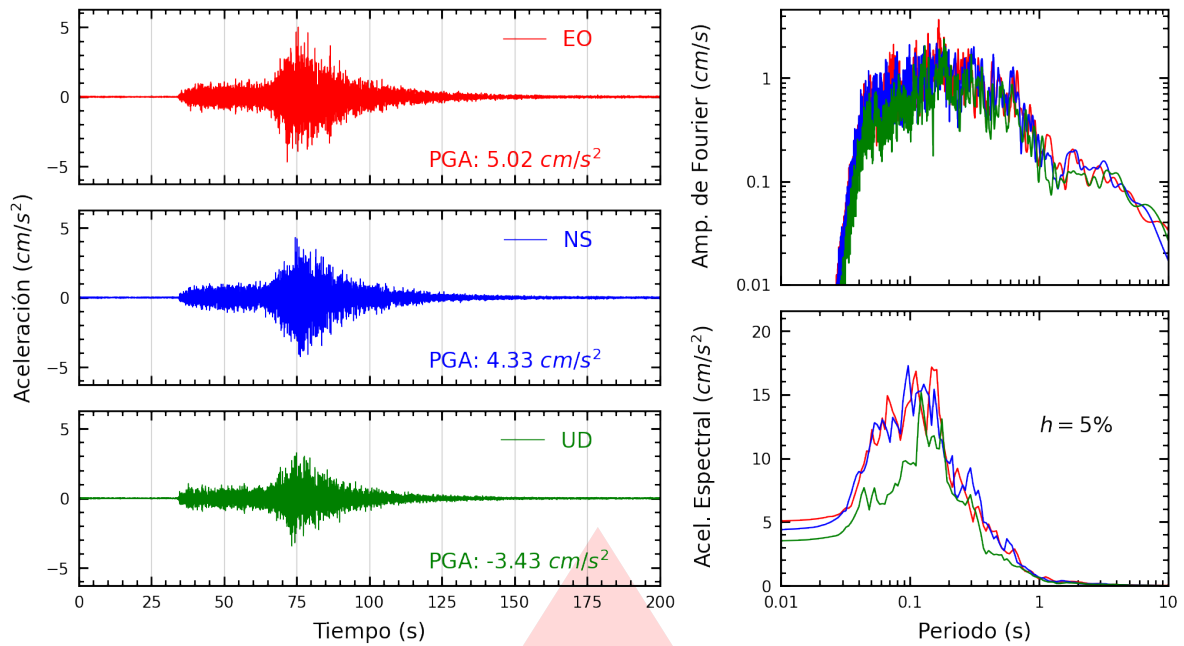 Aceleración (cm/s²)
5
0
−5
EO
PGA: 5.02 cm/s²
5
0
−5
NS
PGA: 4.33 cm/s²
5
0
−5
UD
PGA: -3.43 cm/s²
0 25 50 75 100 125 150 175 200
Tiempo (s)
Amp. de Fourier (cm/s)
1
0.1
0.01
Acel. Espectral (cm/s²)
20
15
10
5
0
h = 5%
0.01 0.1 1 10
Periodo (s)